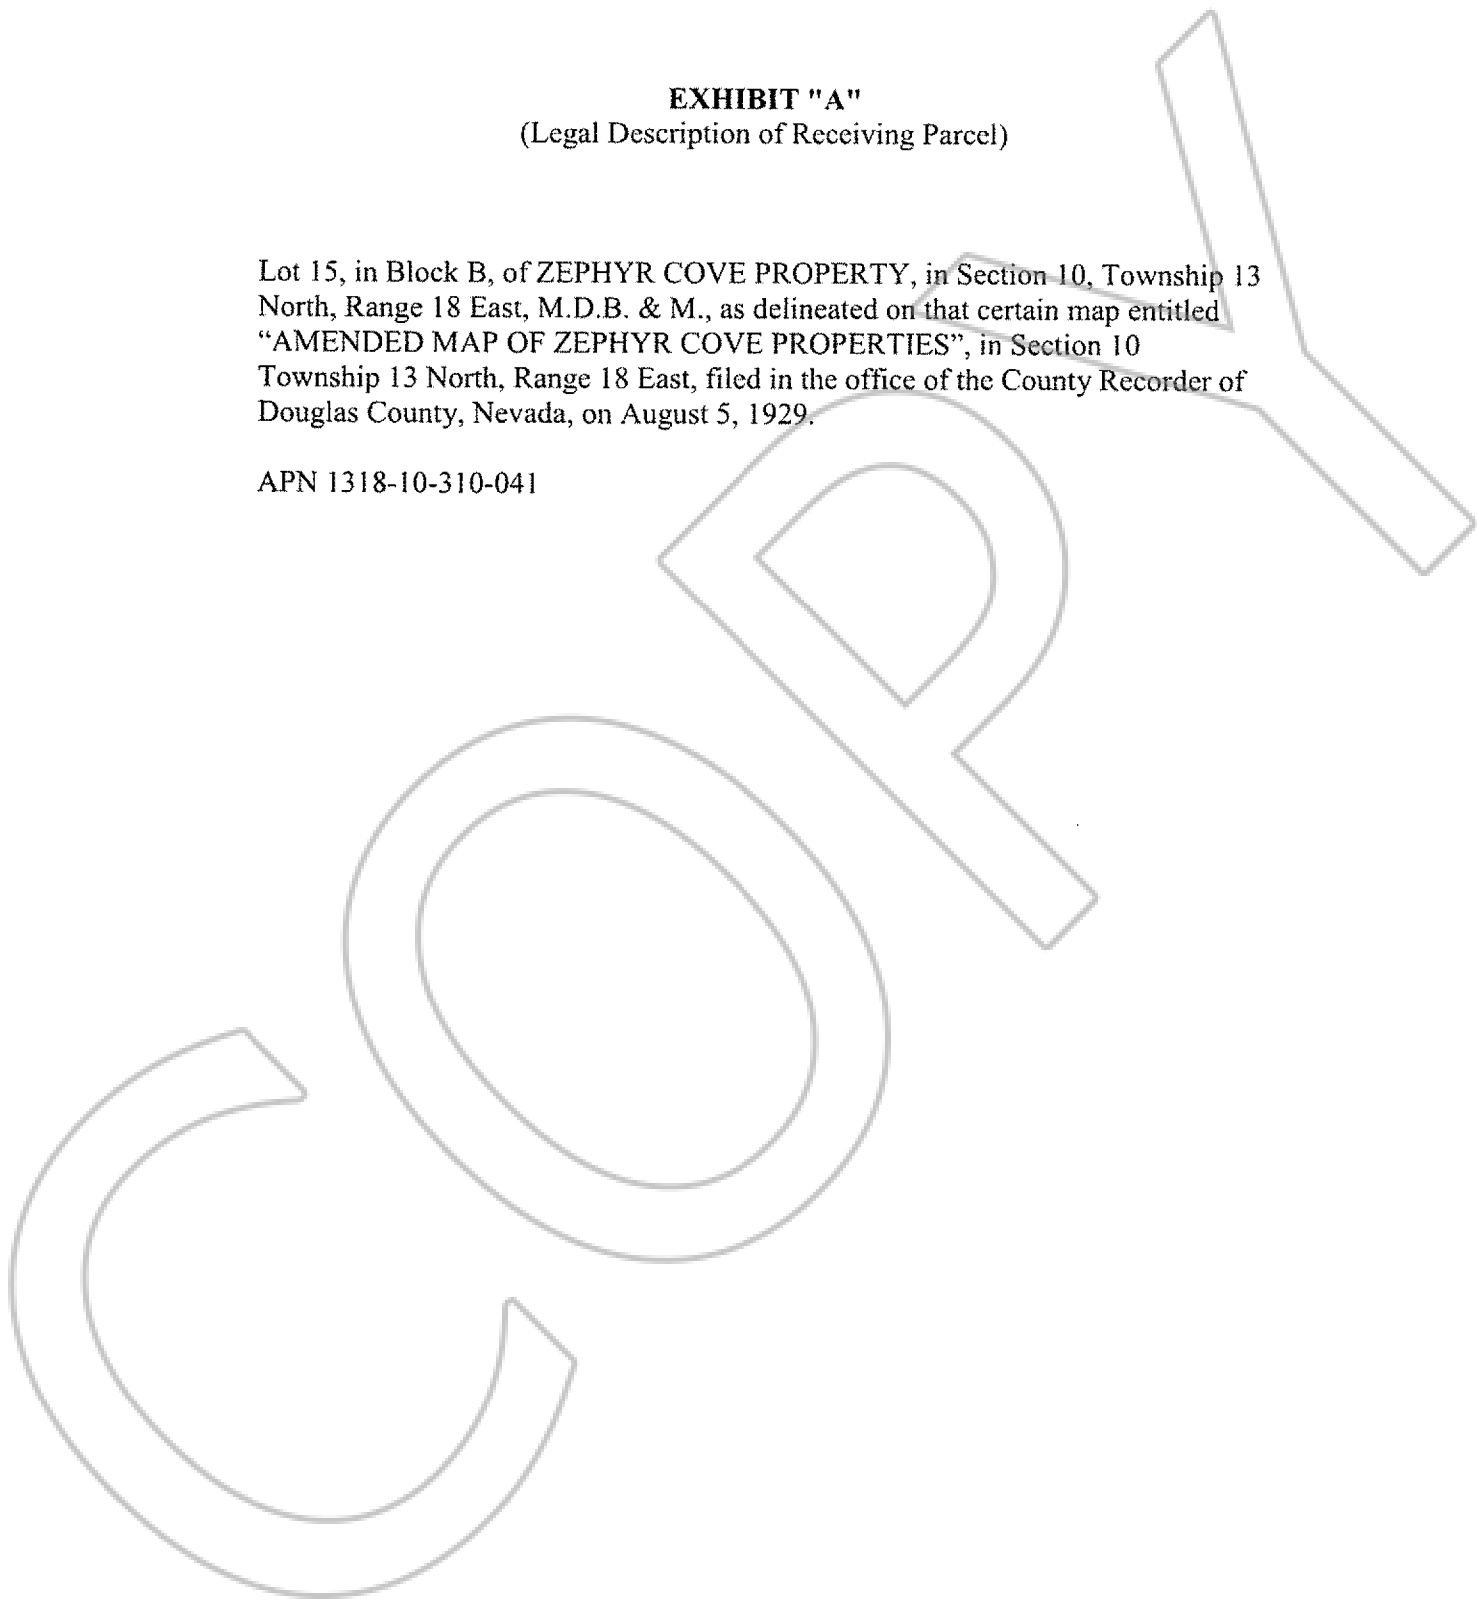 EXHIBIT "A"
(Legal Description of Receiving Parcel)
Lot 15, in Block B, of ZEPHYR COVE PROPERTY, in Section 10, Township 13
North, Range 18 East, M.D.B. & M., as delineated on that certain map entitled
“AMENDED MAP OF ZEPHYR COVE PROPERTIES”, in Section 10
Township 13 North, Range 18 East, filed in the office of the County Recorder of
Douglas County, Nevada, on August 5, 1929.
APN 1318-10-310-041
COPY